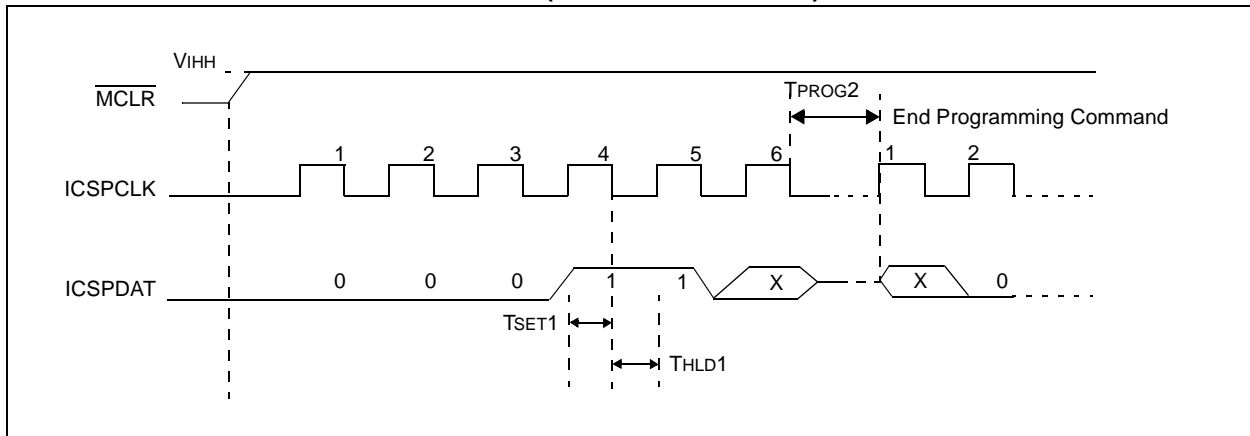 VIHH
MCLR
TPROG2
End Programming Command
1 2 3 4 5 6 1 2
ICSPCLK
0 0 0 1 1 X X 0
ICSPDAT
TSET1
THLD1